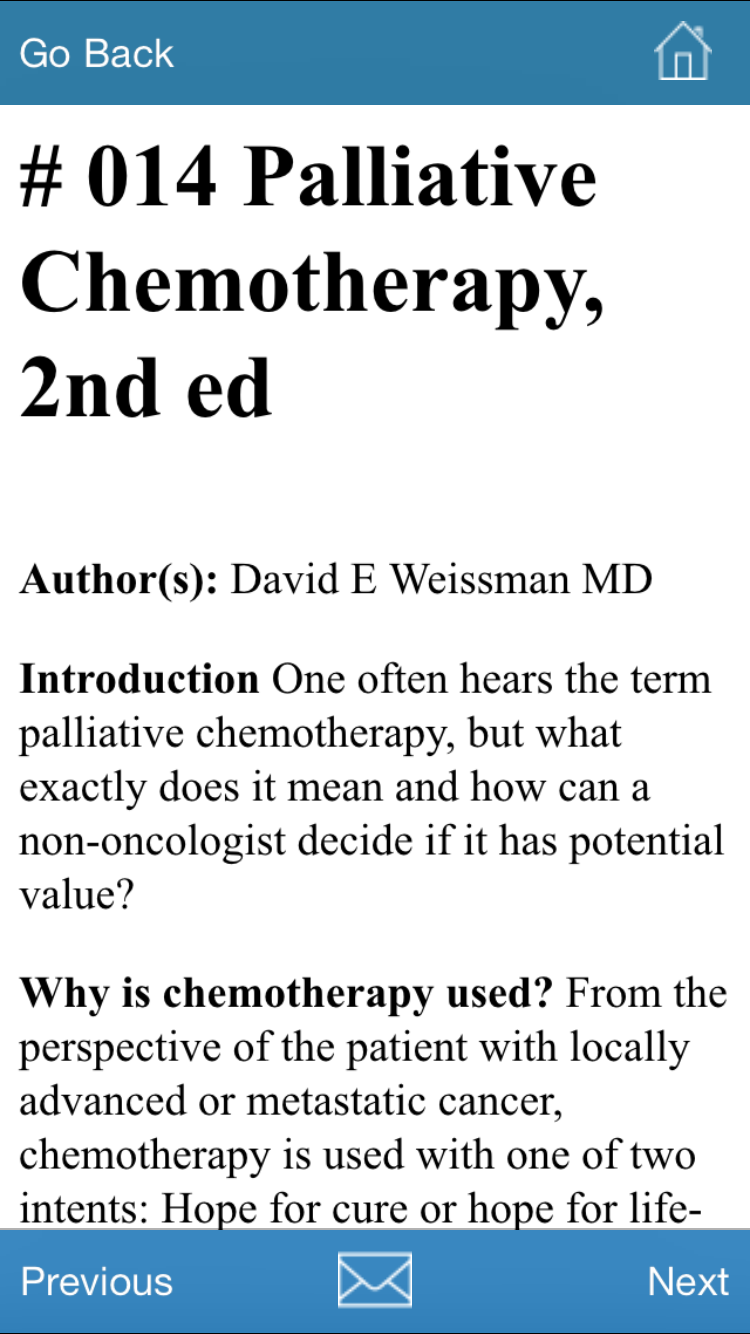 Go Back
# 014 Palliative
Chemotherapy,
2nd ed
Author(s): David E Weissman MD
Introduction One often hears the term
palliative chemotherapy, but what
exactly does it mean and how can a
non-oncologist decide if it has potential
value?
Why is chemotherapy used? From the
perspective of the patient with locally
advanced or metastatic cancer,
chemotherapy is used with one of two
intents: Hope for cure or hope for life-
Previous
Next